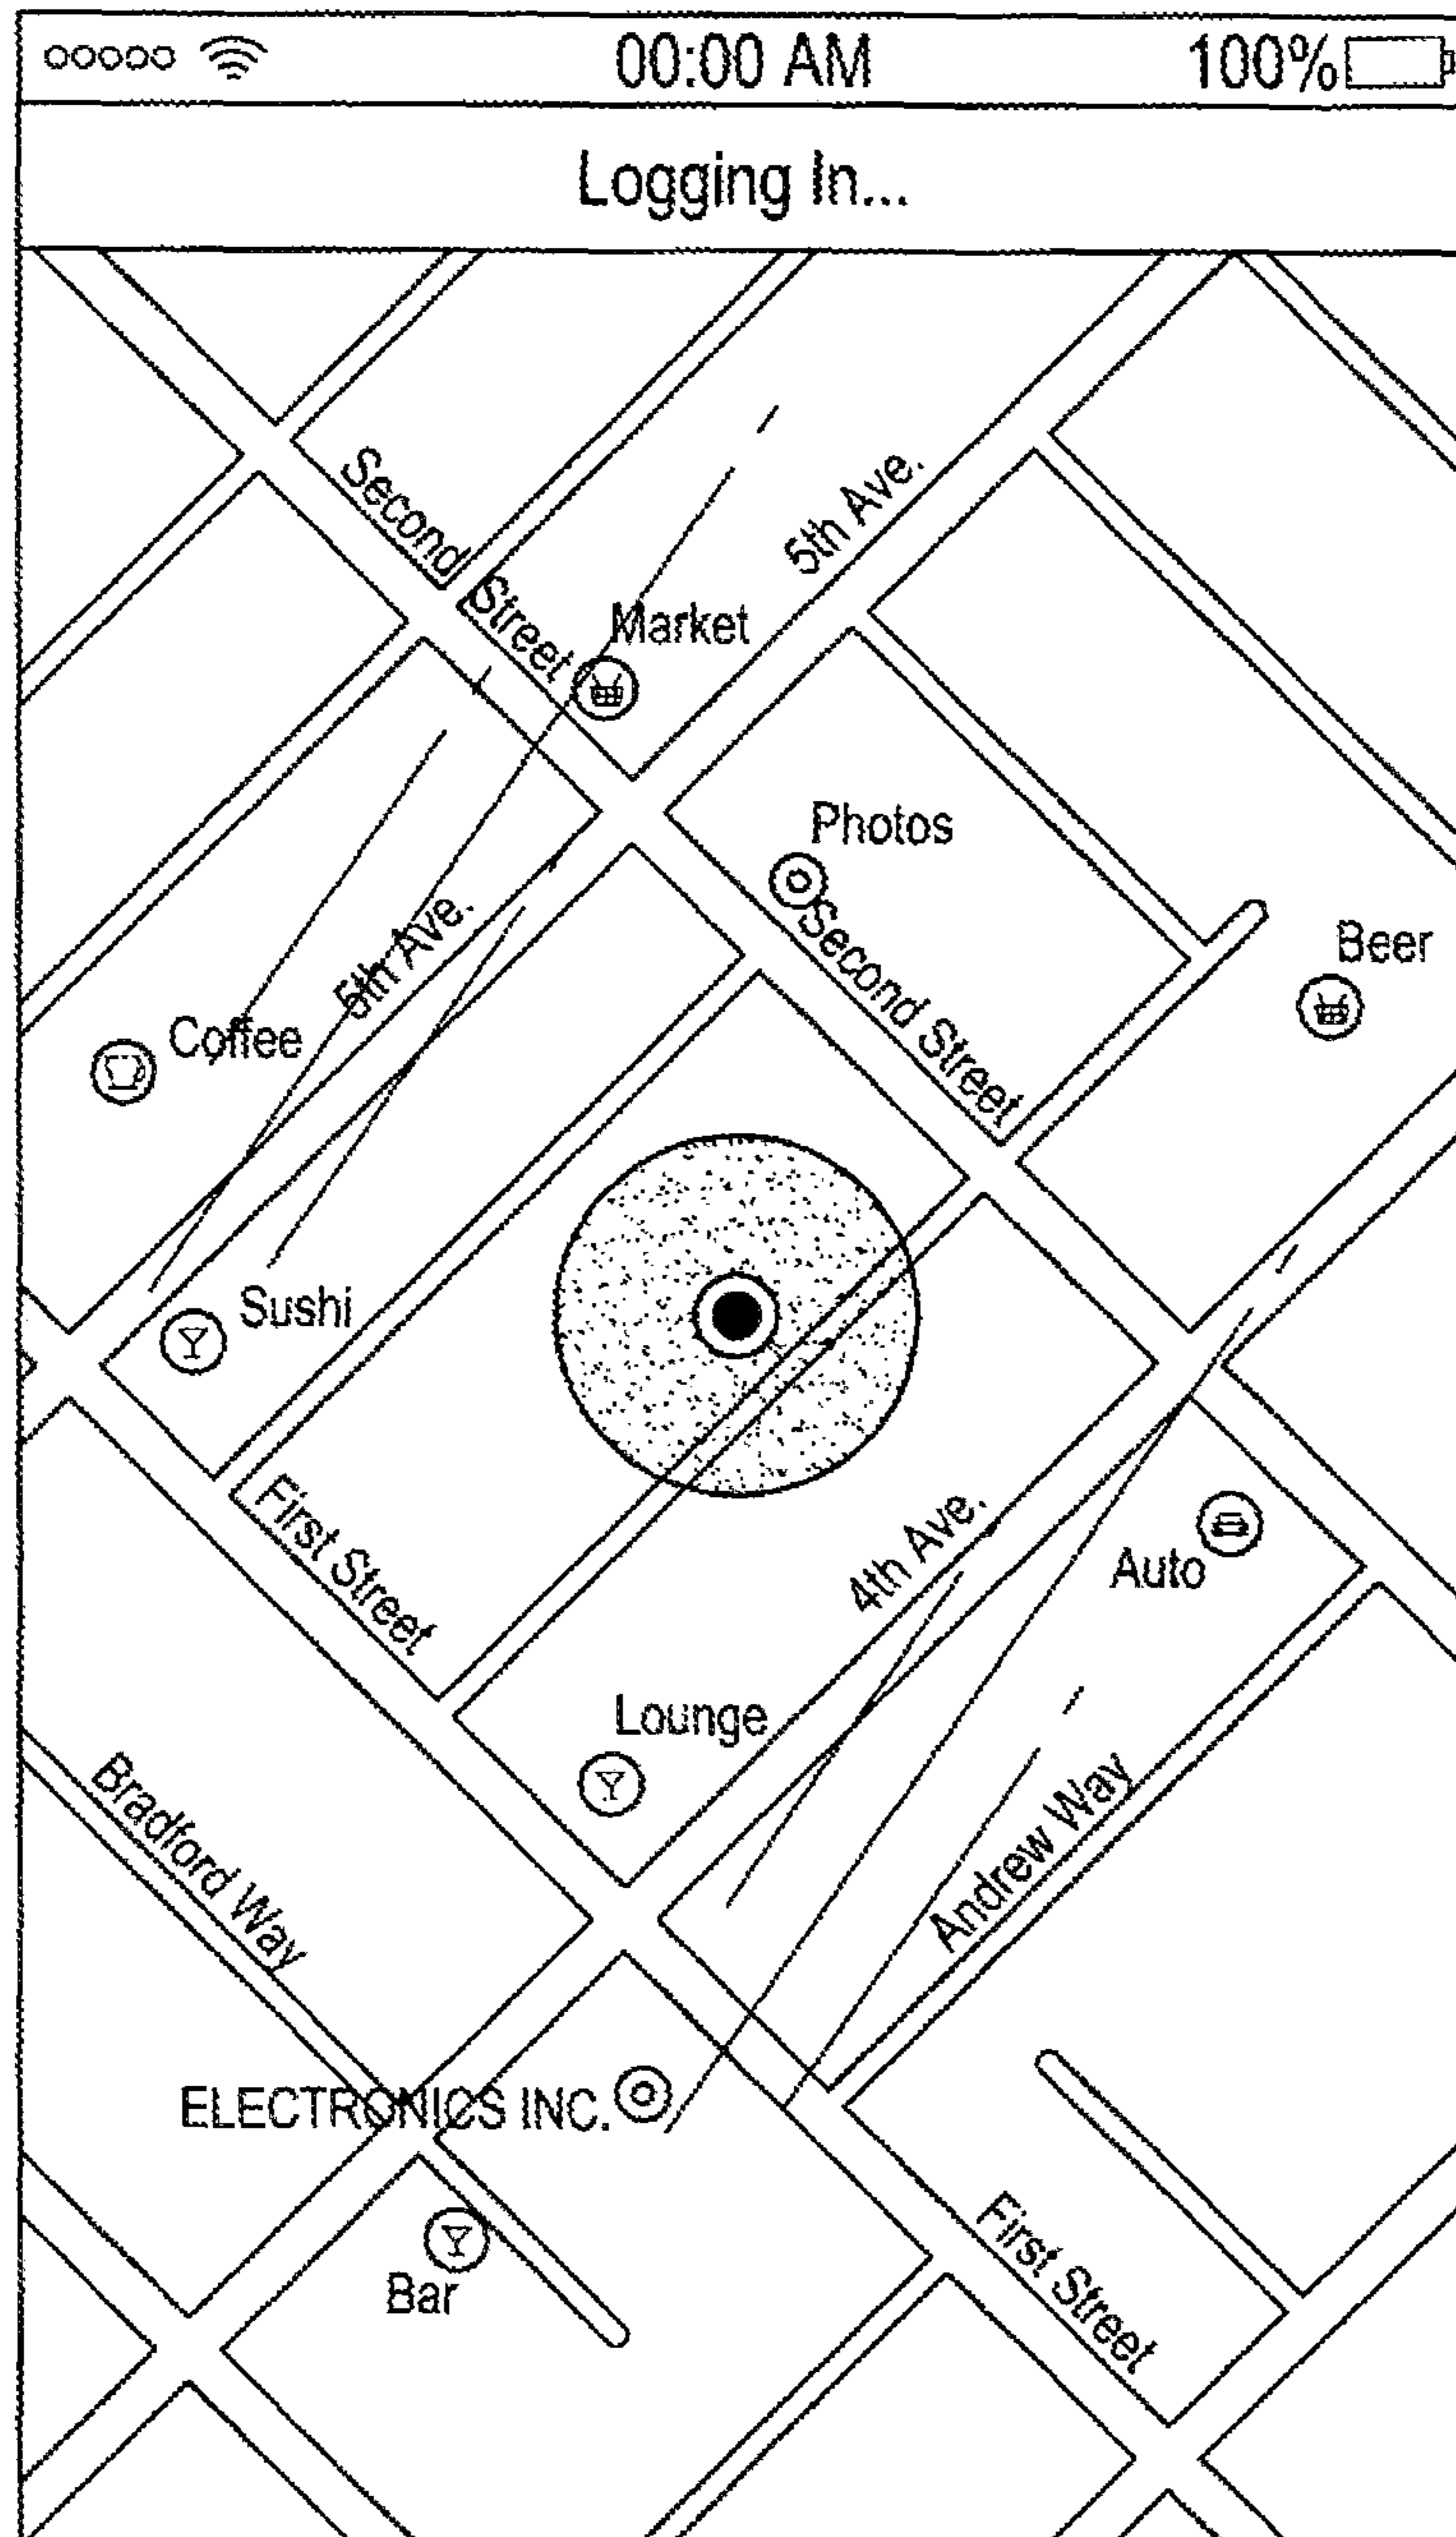 00:00 AM 100%
Logging In...
Second Street
5th Ave.
Market
Photos
5th Ave.
Second Street
Beer
Coffee
Sushi
First Street
4th Ave.
Auto
Lounge
Bradford Way
Andrew Way
ELECTRONICS INC.
First Street
Bar